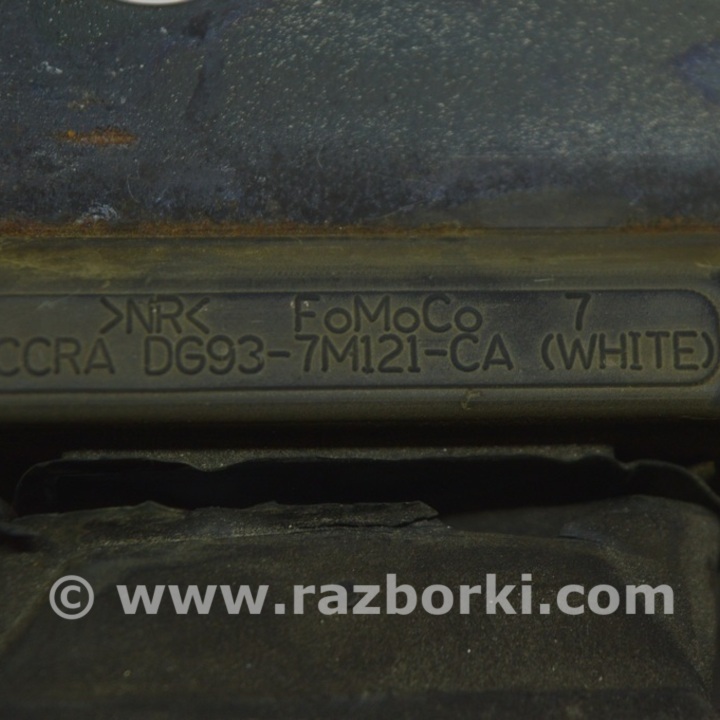 >NR< FoMoCo 7
CCRA DG93-7M121-CA (WHITE)
© www.razborki.com